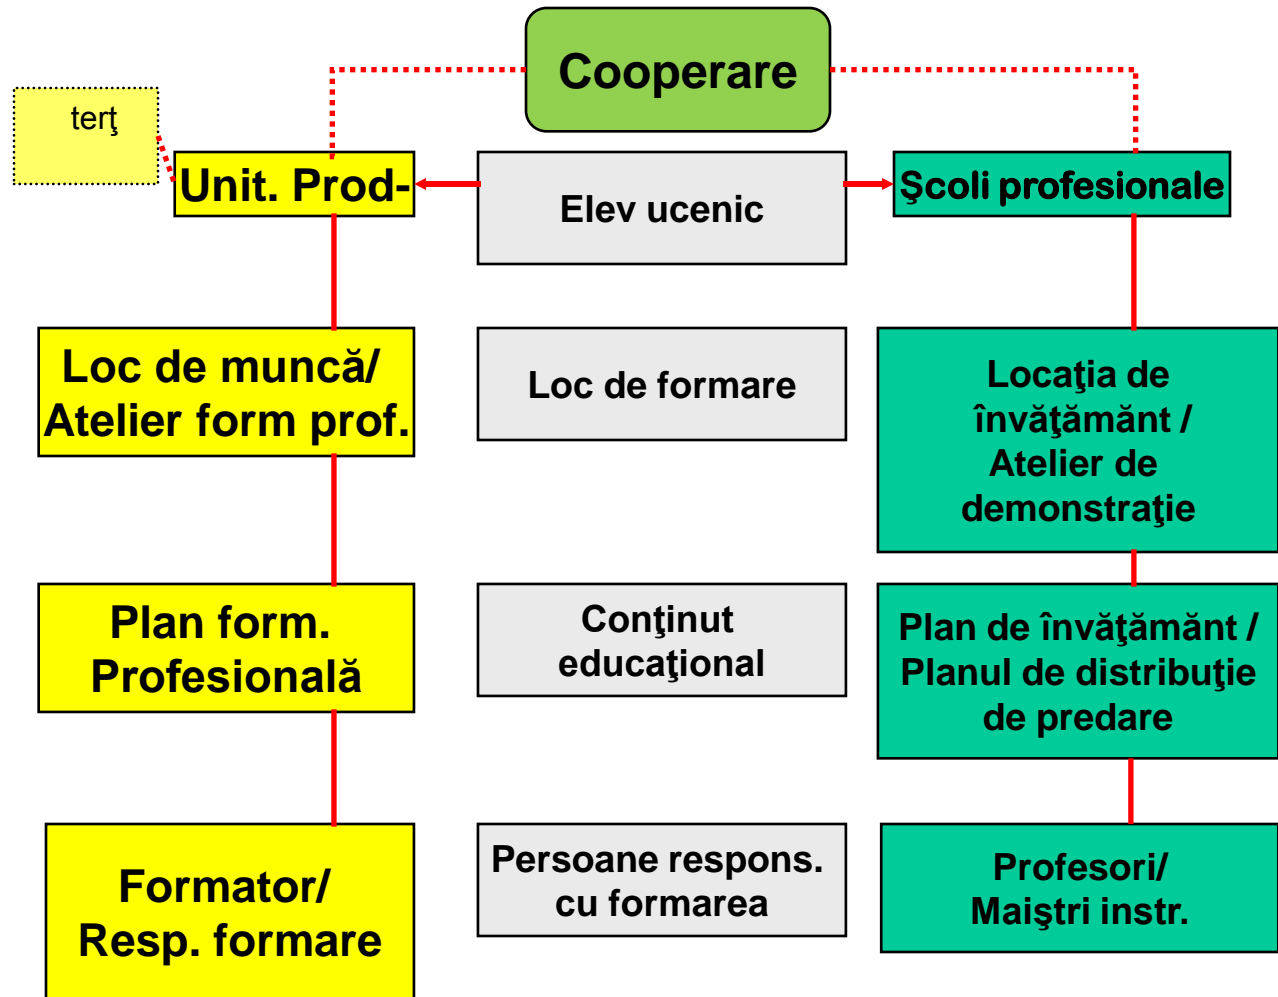 Cooperare
terţ
Unit. Prod-
Elev ucenic
Şcoli profesionale
Loc de muncă/
Atelier form prof.
Loc de formare
Locaţia de
învăţămănt /
Atelier de
demonstraţie
Plan form.
Profesională
Conţinut
educaţional
Plan de învăţămănt /
Planul de distribuţie
de predare
Formator/
Resp. formare
Persoane respons.
cu formarea
Profesori/
Maiştri instr.